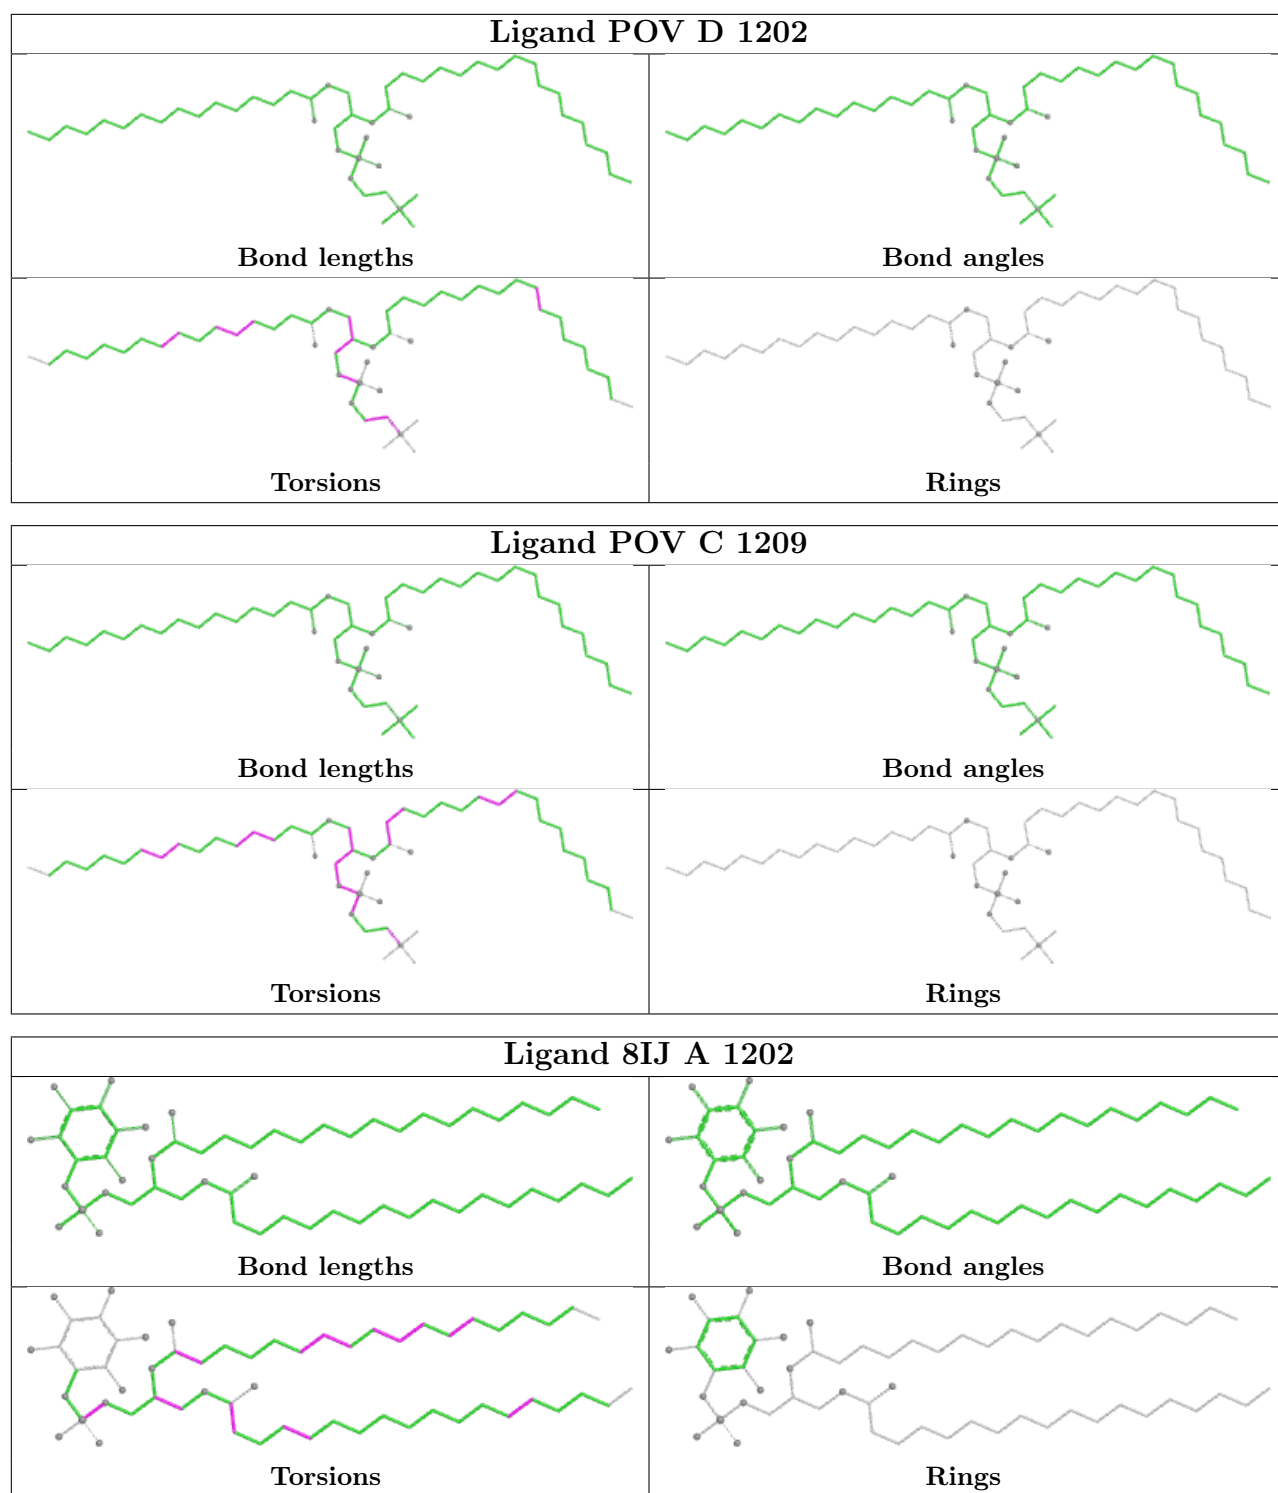 Ligand POV D 1202
Bond lengths
Bond angles
Torsions
Rings
Ligand POV C 1209
Bond lengths
Bond angles
Torsions
Rings
Ligand 8IJ A 1202
Bond lengths
Bond angles
Torsions
Rings